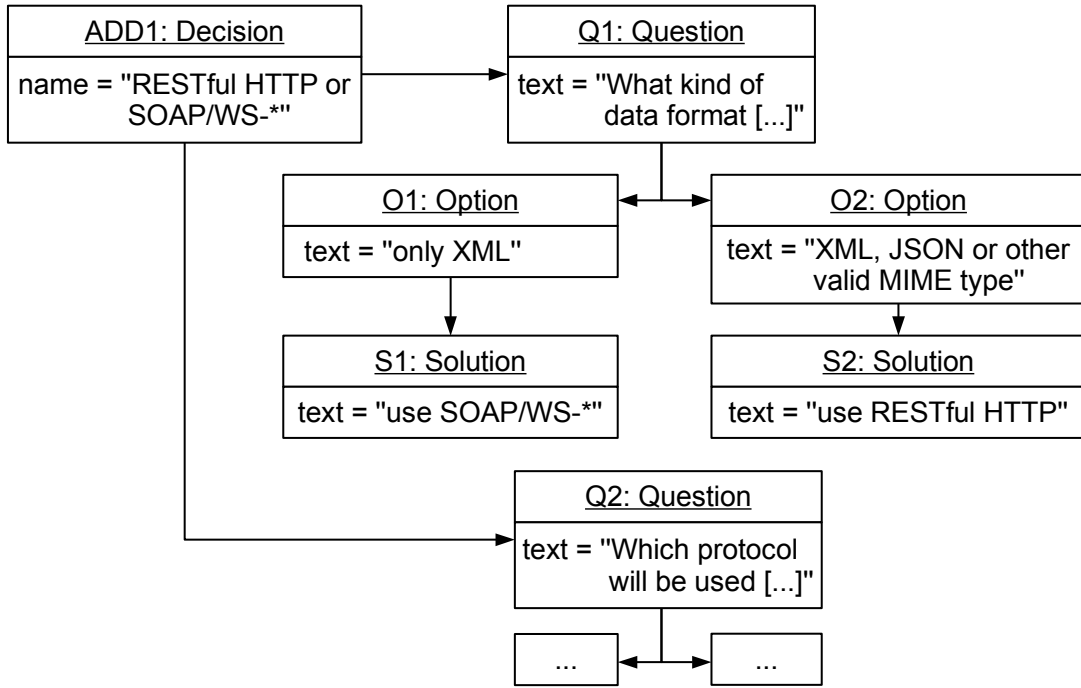 ADD1: Decision
name = "RESTful HTTP or
SOAP/WS-*"
Q1: Question
text = "What kind of
data format [...]"
O1: Option
text = "only XML"
O2: Option
text = "XML, JSON or other
valid MIME type"
S1: Solution
text = "use SOAP/WS-*"
S2: Solution
text = "use RESTful HTTP"
Q2: Question
text = "Which protocol
will be used [...]"
...
...